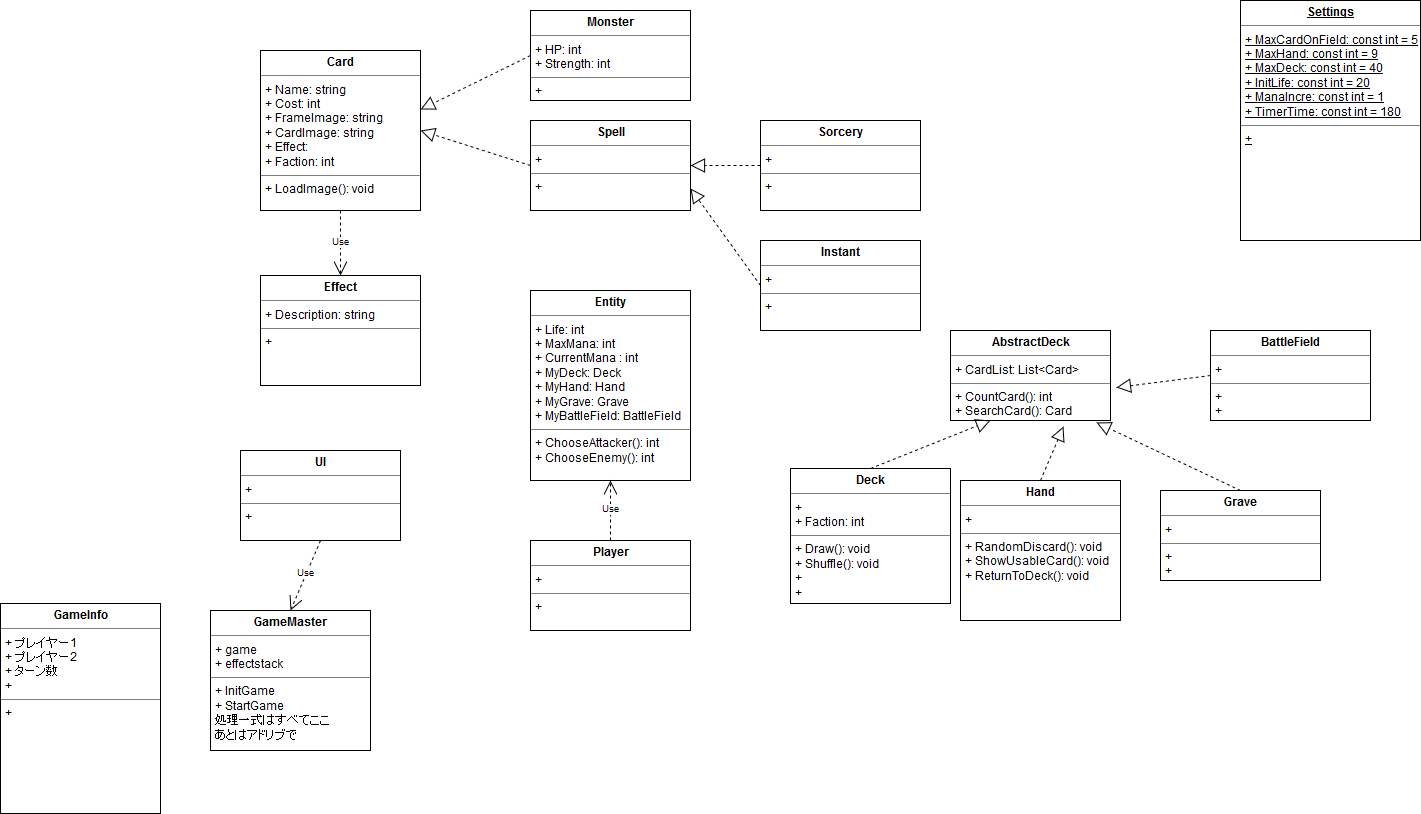 Monster
+ HP: int
+ Strength: int
+
Card
+ Name: string
+ Cost: int
+ FrameImage: string
+ CardImage: string
+ Effect:
+ Faction: int
+ LoadImage(): void
Spell
+
+
Sorcery
+
+
Instant
+
+
Settings
+ MaxCardOnField: const int = 5
+ MaxHand: const int = 9
+ MaxDeck: const int = 40
+ InitLife: const int = 20
+ ManaIncre: const int = 1
+ TimerTime: const int = 180
+
Use
Effect
+ Description: string
+
Entity
+ Life: int
+ MaxMana: int
+ CurrentMana : int
+ MyDeck: Deck
+ MyHand: Hand
+ MyGrave: Grave
+ MyBattleField: BattleField
+ ChooseAttacker(): int
+ ChooseEnemy(): int
Use
Player
+
+
AbstractDeck
+ CardList: List<Card>
+ CountCard(): int
+ SearchCard(): Card
BattleField
+
+
+
Deck
+
+ Faction: int
+ Draw(): void
+ Shuffle(): void
+
+
Hand
+
+ RandomDiscard(): void
+ ShowUsableCard(): void
+ ReturnToDeck(): void
Grave
+
+
+
UI
+
+
Use
GameMaster
+ game
+ effectstack
+ InitGame
+ StartGame
処理一式はすべてここ
あとはアドリブで
GameInfo
+ プレイヤー1
+ プレイヤー2
+ ターン数
+
+